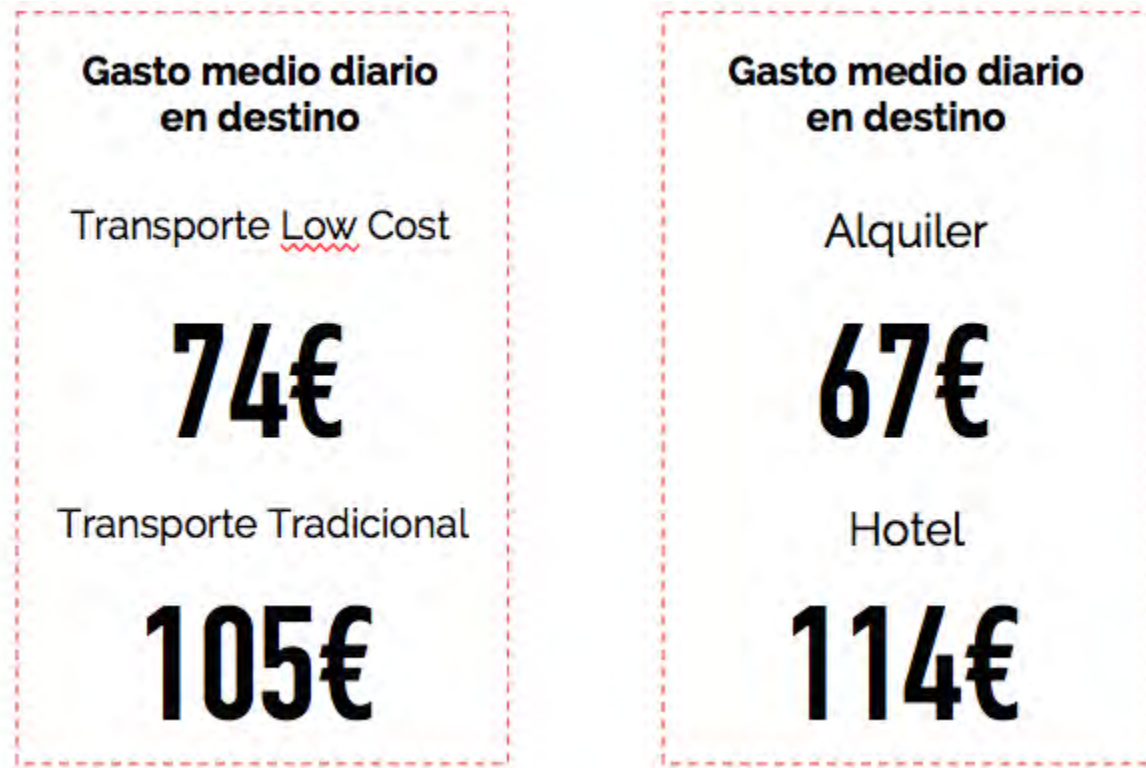 Gasto medio diario
en destino
Transporte Low Cost
74€
Transporte Tradicional
105€
Gasto medio diario
en destino
Alquiler
67€
Hotel
114€